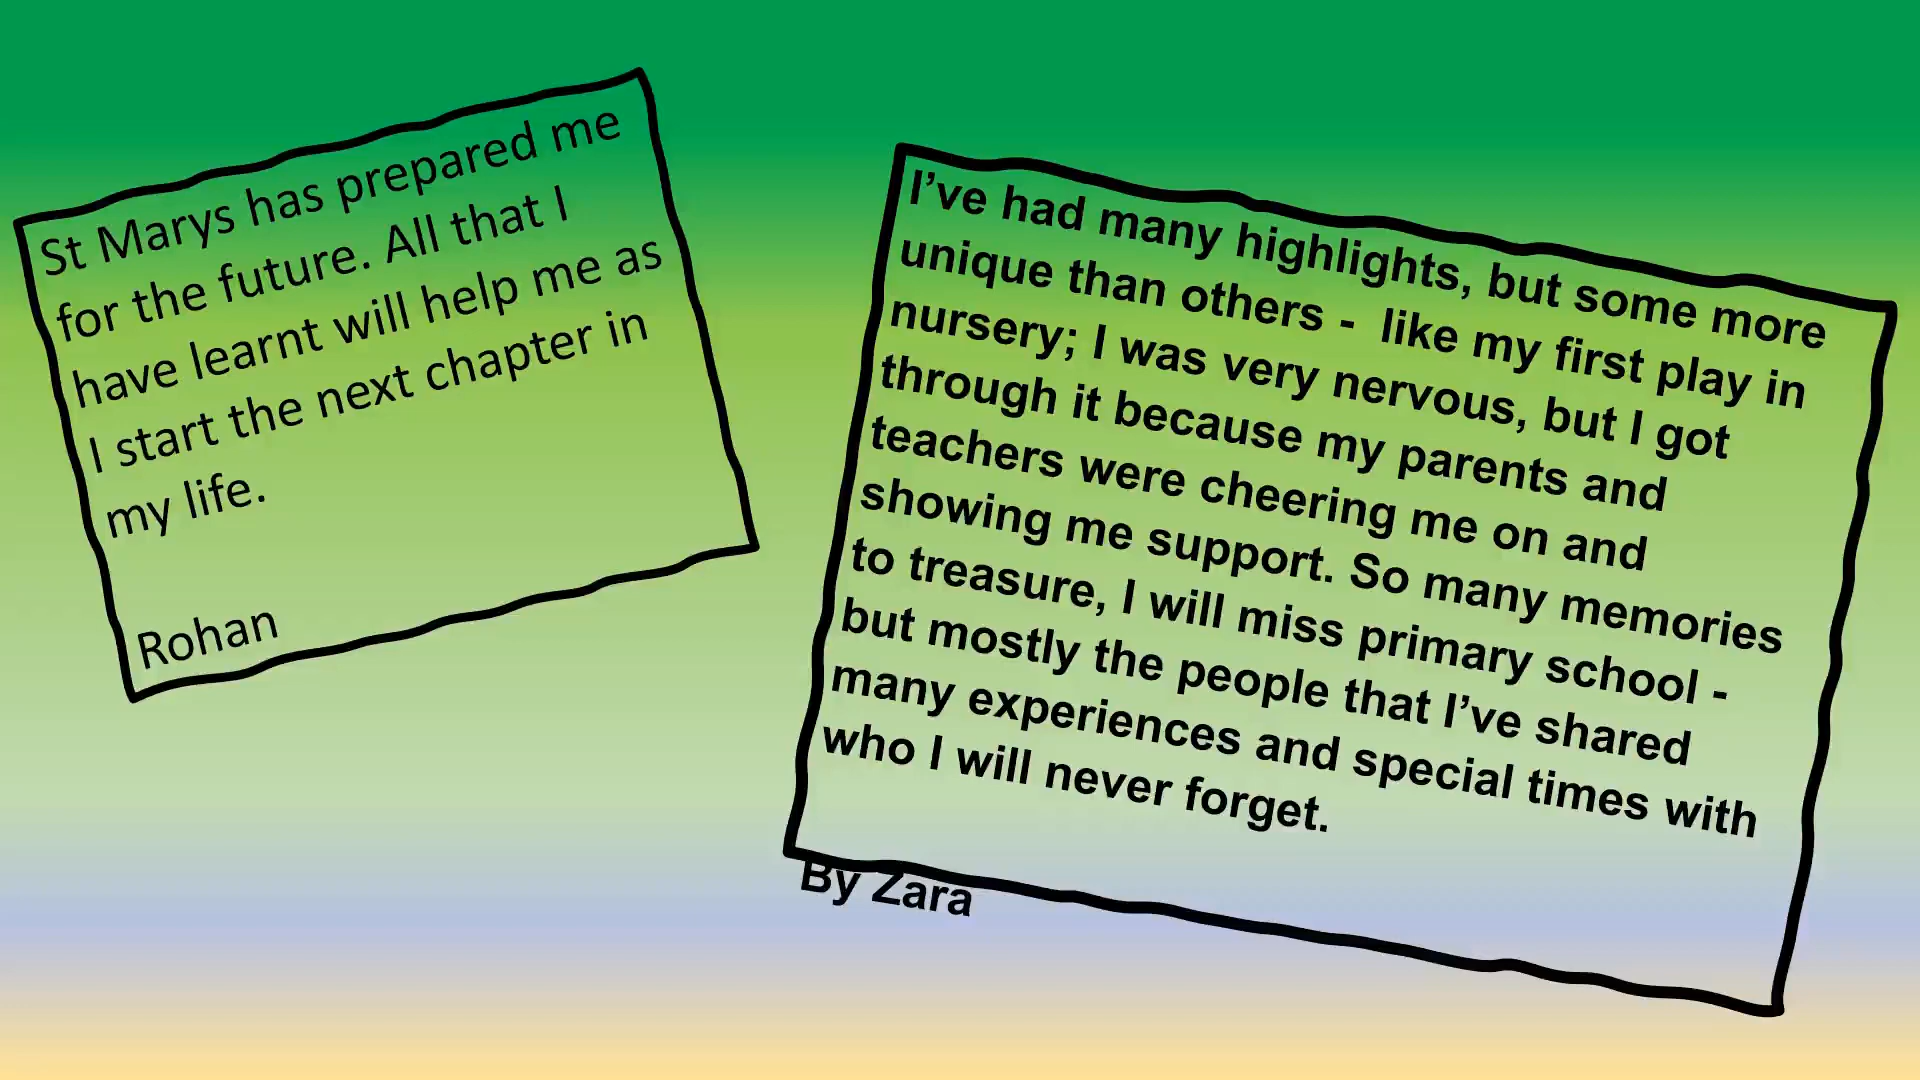 St Marys has prepared me
for the future. All that I
have learnt will help me as
I start the next chapter in
my life.
Rohan
I’ve had many highlights, but some more
unique than others -  like my first play in
nursery; I was very nervous, but I got
through it because my parents and
teachers were cheering me on and
showing me support. So many memories
to treasure, I will miss primary school -
but mostly the people that I’ve shared
many experiences and special times with
who I will never forget.
By Zara